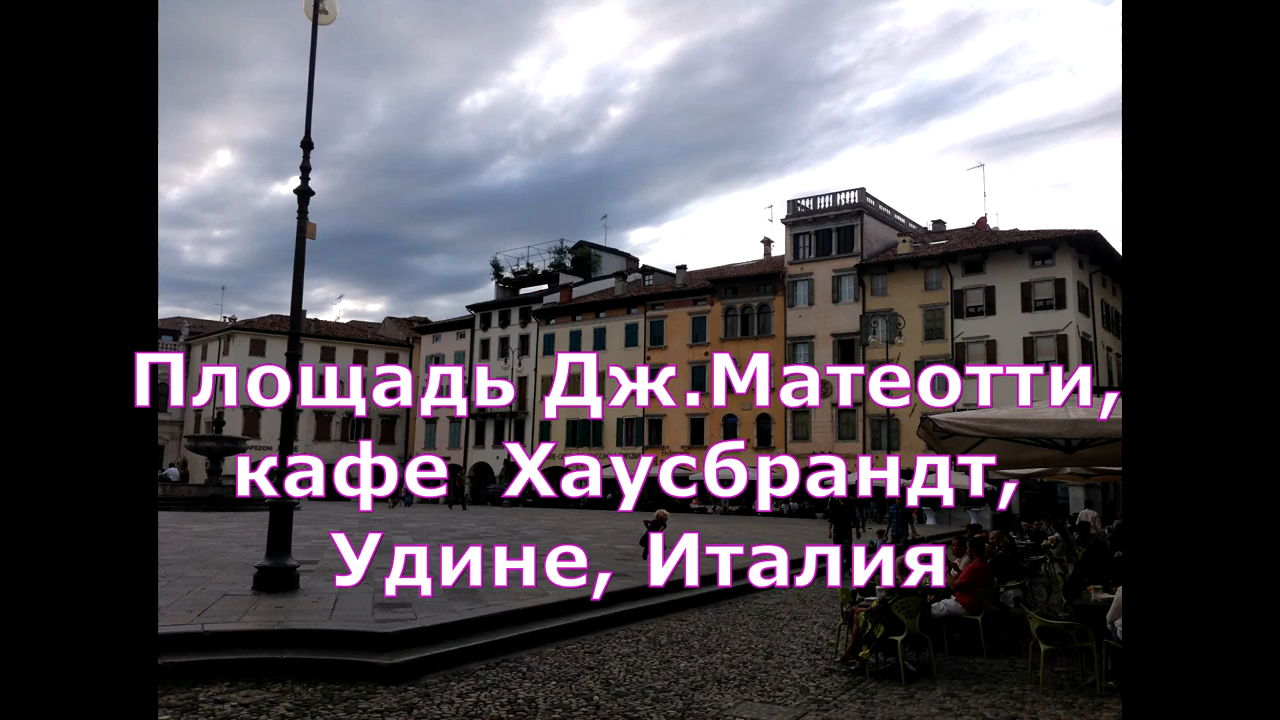 Площадь Дж.Матеотти,
кафе Хаусбрандт,
Удине, Италия